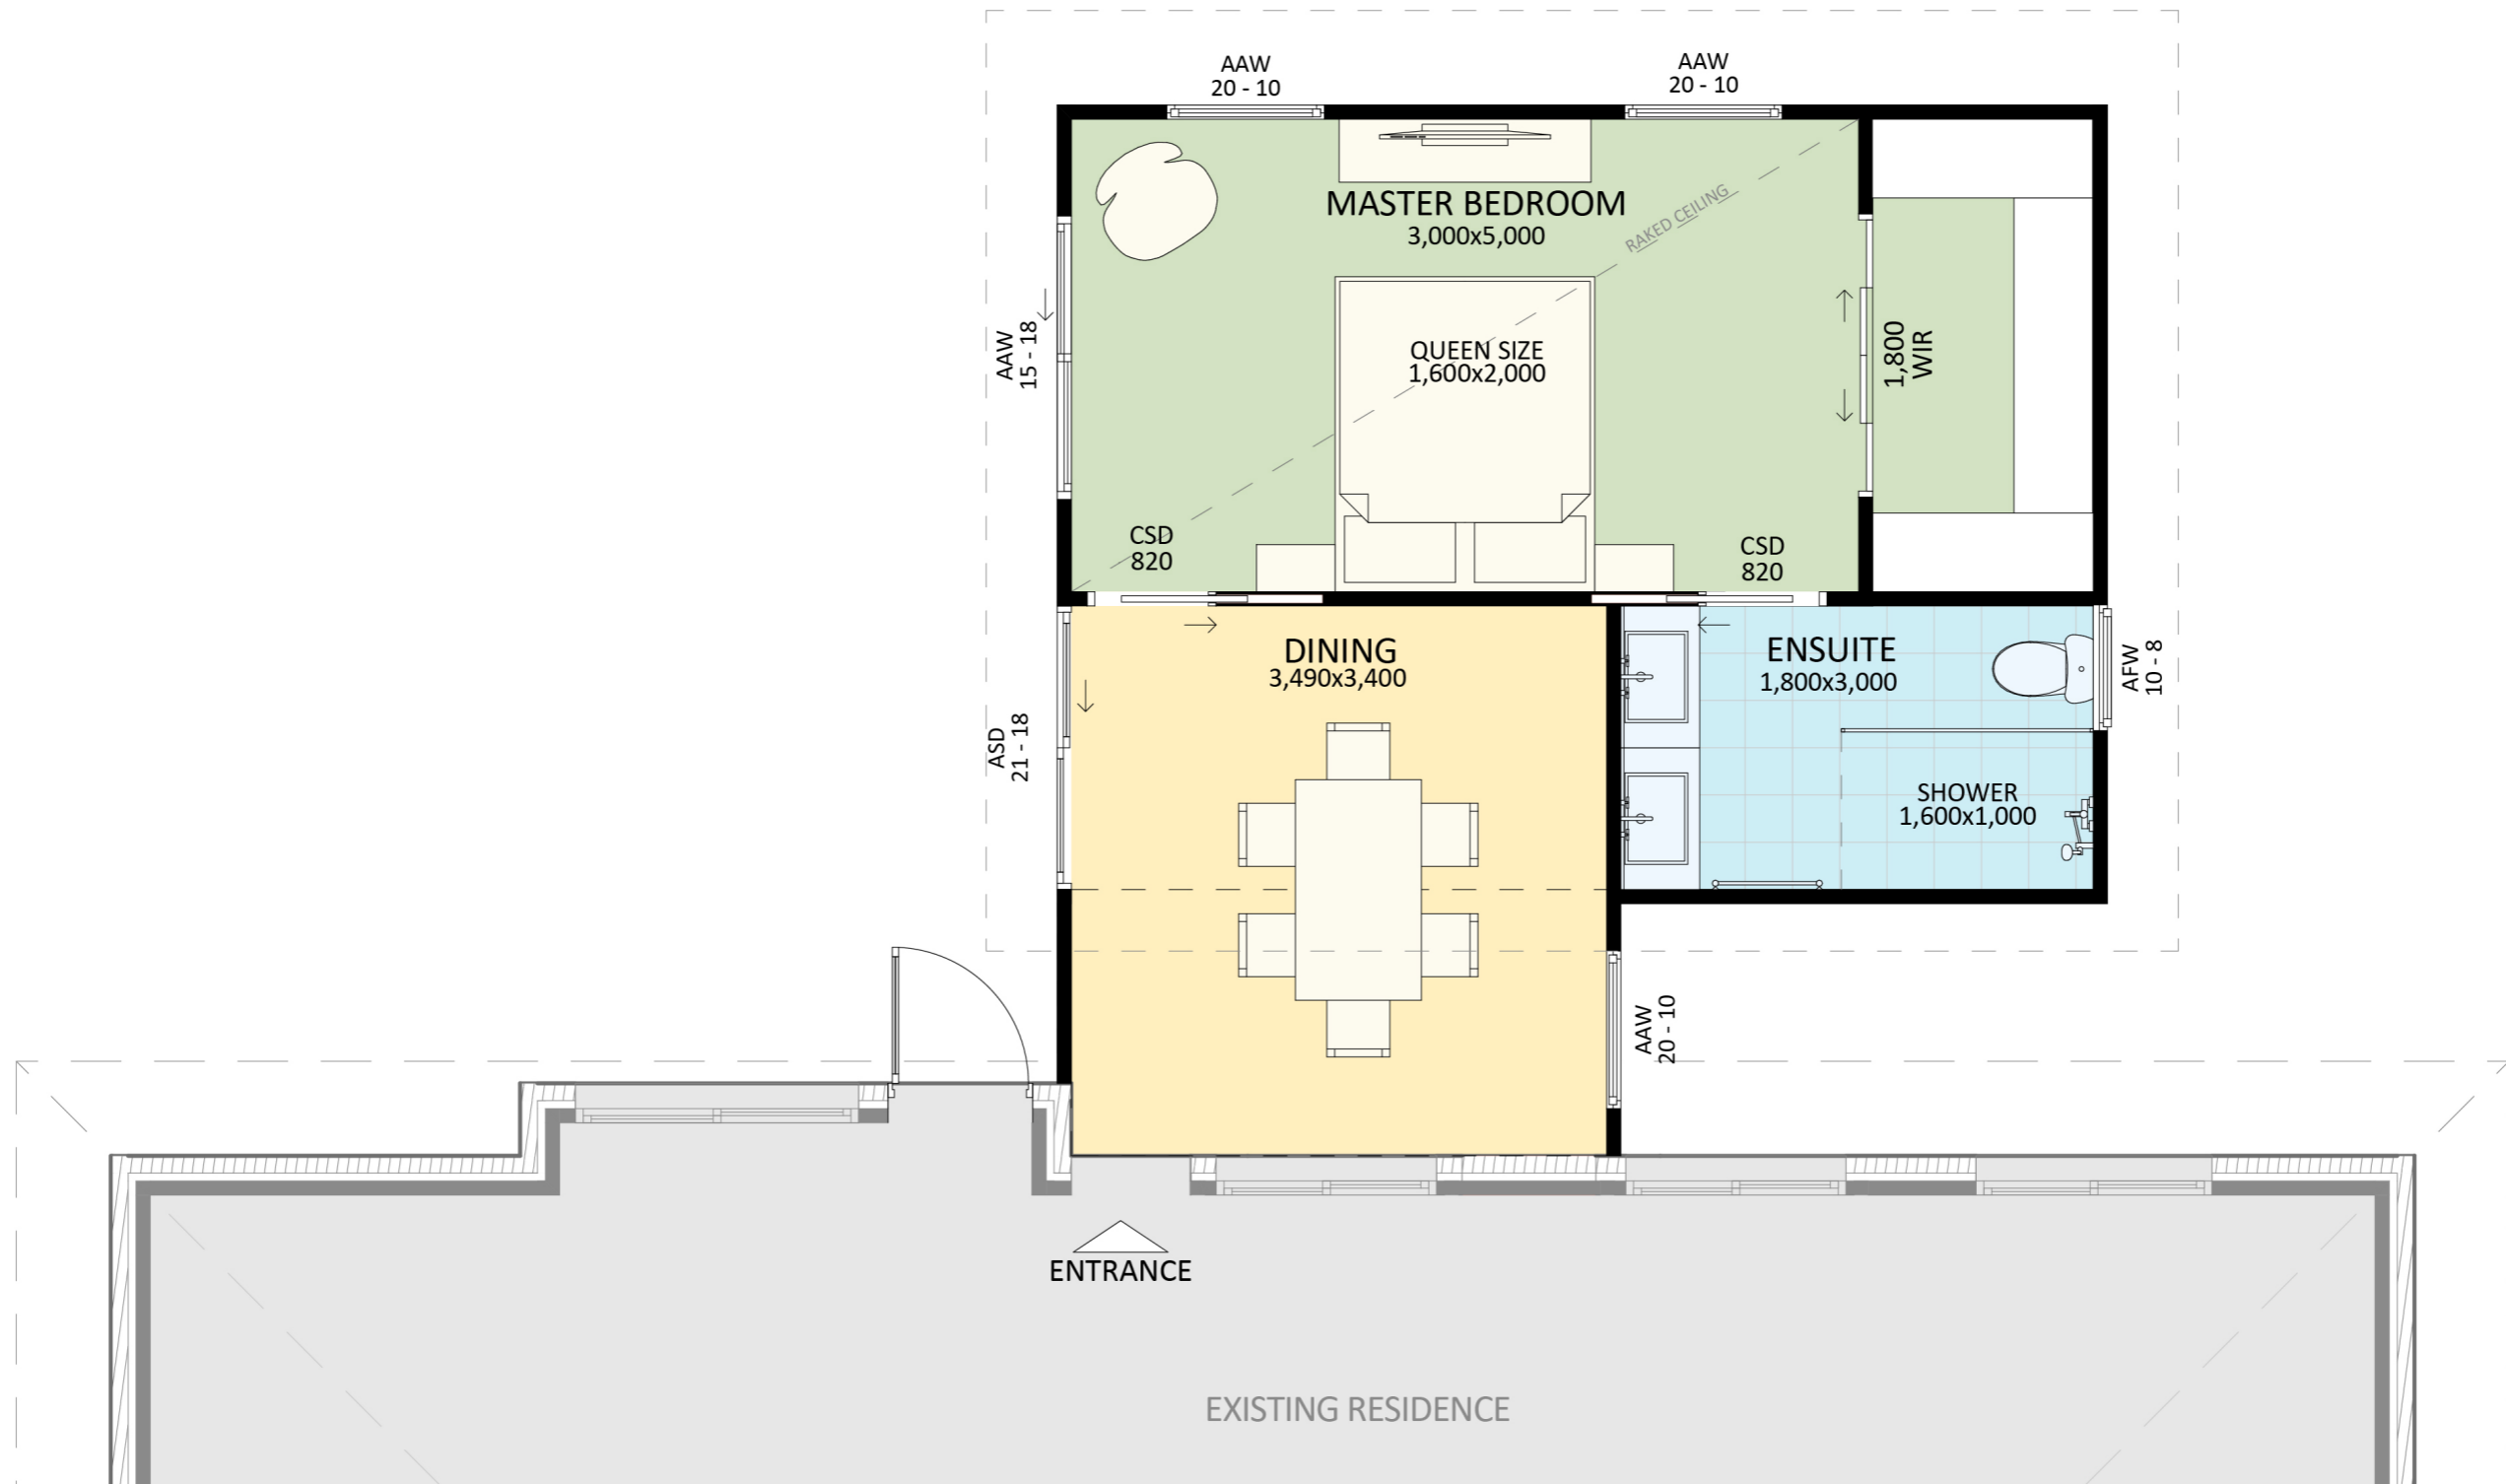 AAW
20 - 10
AAW
20 - 10
MASTER BEDROOM
3,000x5,000
RAKED CEILING
AAW
15 - 18
QUEEN SIZE
1,600x2,000
1,800
WIR
CSD
820
CSD
820
DINING
3,490x3,400
ENSUITE
1,800x3,000
AFW
10 - 8
ASD
21 - 18
SHOWER
1,600x1,000
AAW
20 - 10
ENTRANCE
EXISTING RESIDENCE